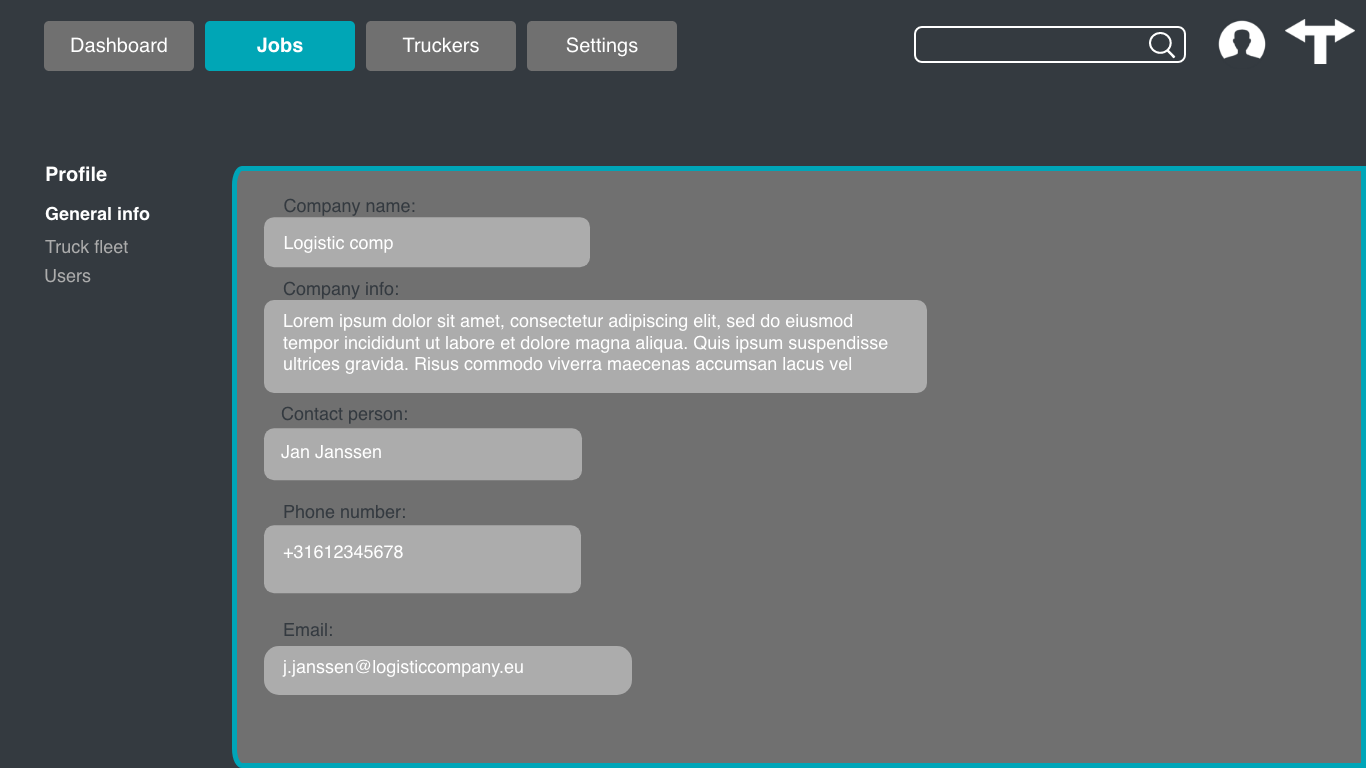 Dashboard
Jobs
Truckers
Settings
Profile
General info
Truck fleet
Users
Company name:
Logistic comp
Company info:
Lorem ipsum dolor sit amet, consectetur adipiscing elit, sed do eiusmod
tempor incididunt ut labore et dolore magna aliqua. Quis ipsum suspendisse
ultrices gravida. Risus commodo viverra maecenas accumsan lacus vel
Contact person:
Jan Janssen
Phone number:
+31612345678
Email:
j.janssen@logisticcompany.eu